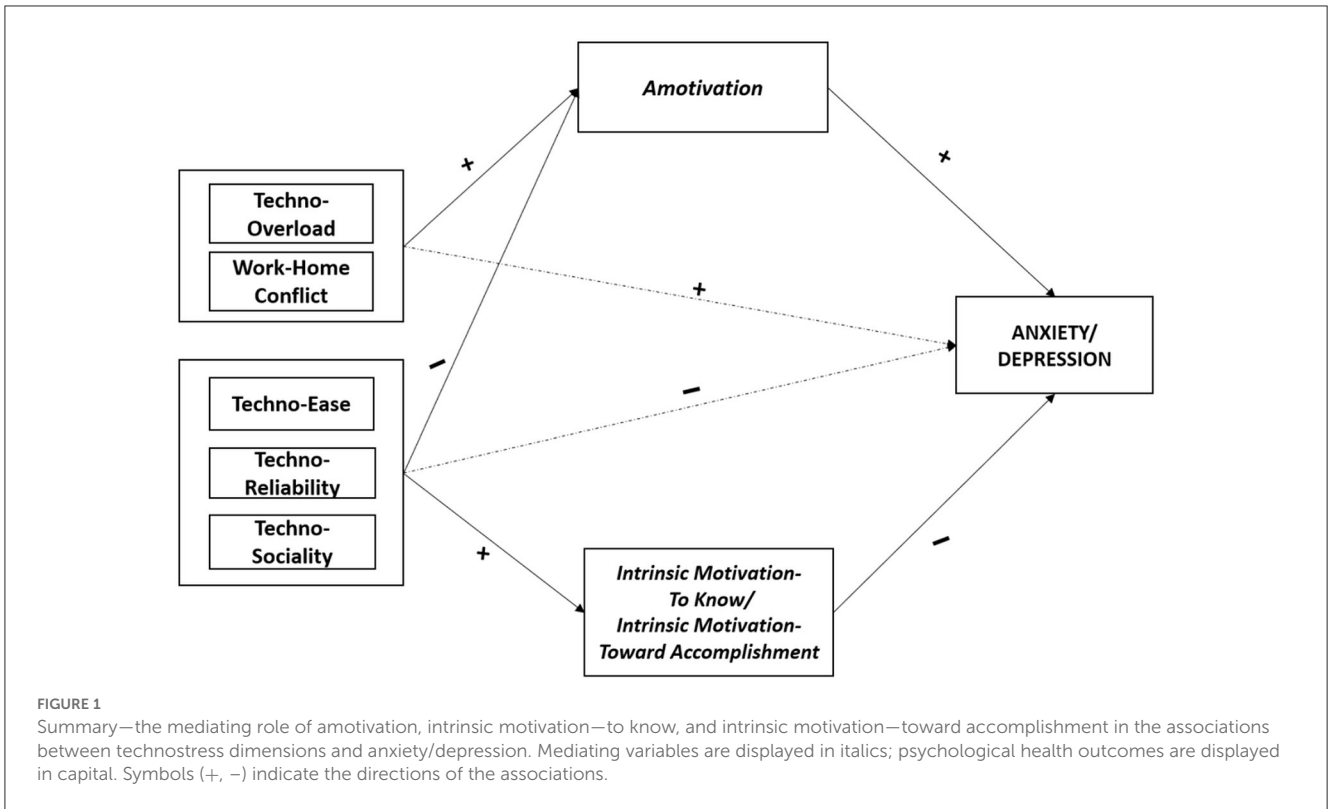 Amotivation
+
+
Techno-
Overload
Work-Home
Conflict
+
ANXIETY/
DEPRESSION
–
–
Techno-Ease
Techno-
Reliability
Techno-
Sociality
+
–
Intrinsic Motivation-
To Know/
Intrinsic Motivation-
Toward Accomplishment
FIGURE 1
Summary—the mediating role of amotivation, intrinsic motivation—to know, and intrinsic motivation—toward accomplishment in the associations
between technostress dimensions and anxiety/depression. Mediating variables are displayed in italics; psychological health outcomes are displayed
in capital. Symbols (+, –) indicate the directions of the associations.